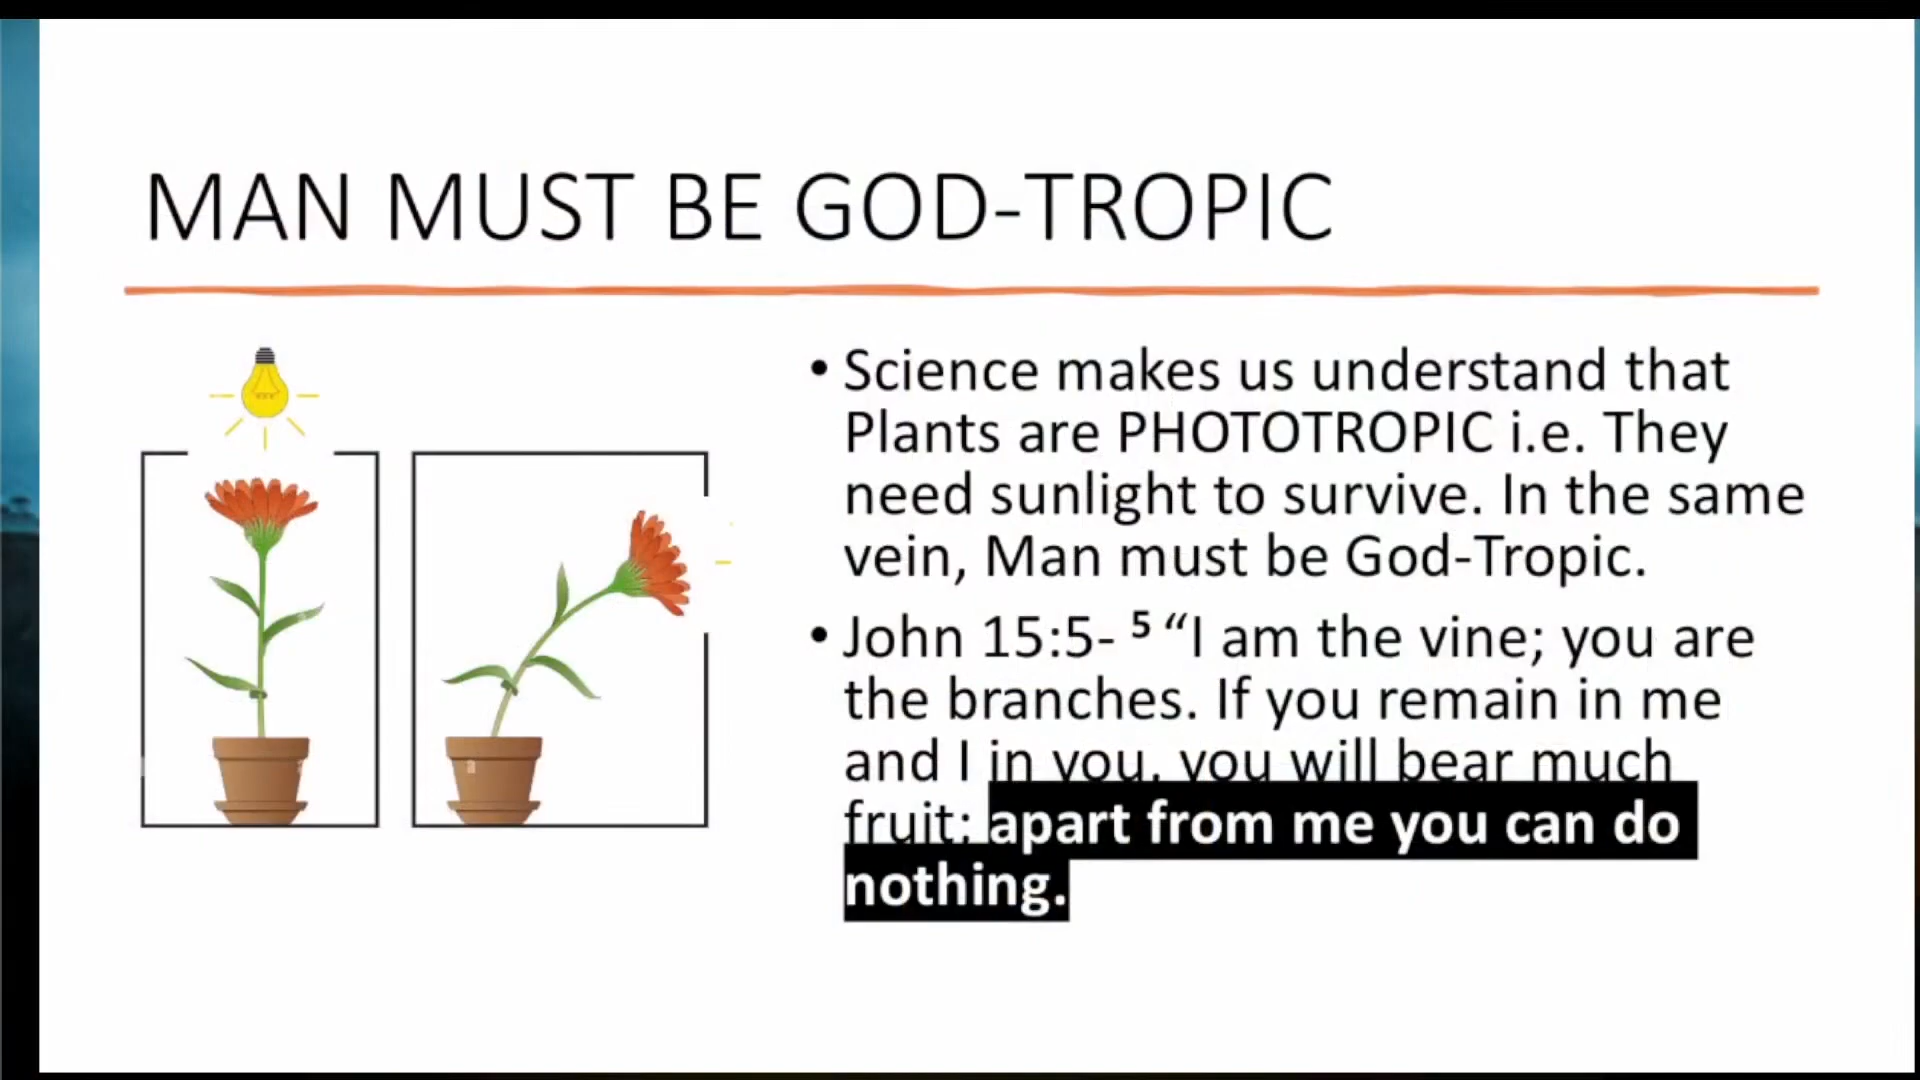 MAN MUST BE GOD-TROPIC
• Science makes us understand that
Plants are PHOTOTROPIC i.e. They
need sunlight to survive. In the same
vein, Man must be God-Tropic.
• John 15:5- ⁵ “I am the vine; you are
the branches. If you remain in me
and I in you, you will bear much
fruit; apart from me you can do
nothing.